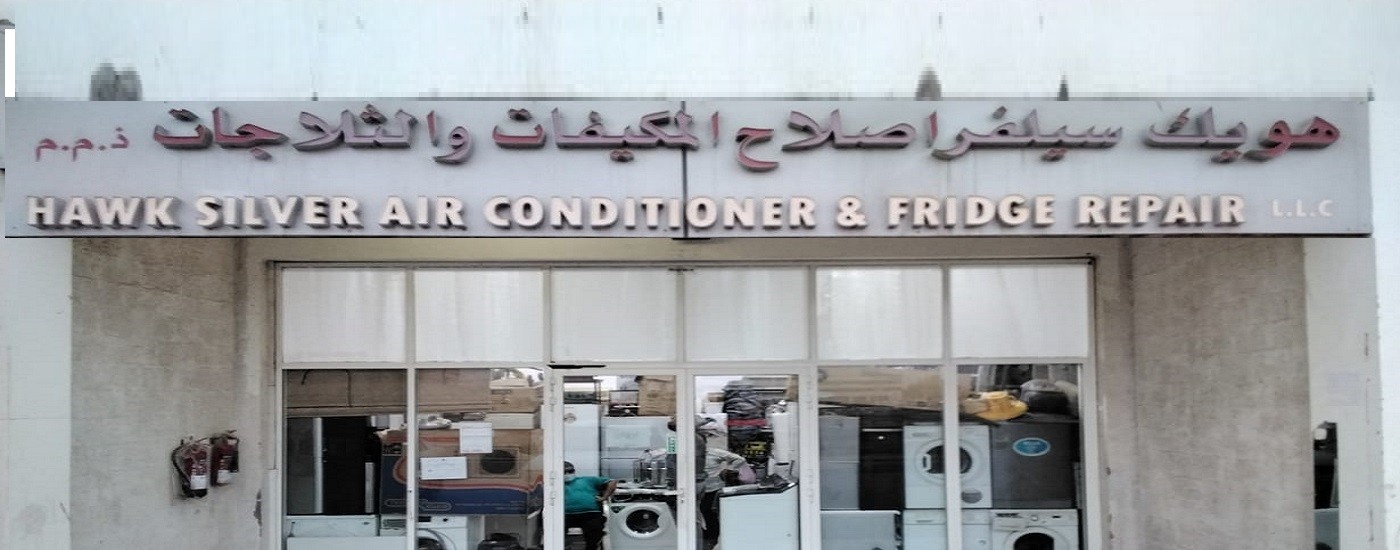 هويك سيلفر اصلاح المكيفات والثلاجات ذ.م.م
HAWK SILVER AIR CONDITIONER & FRIDGE REPAIR L.L.C